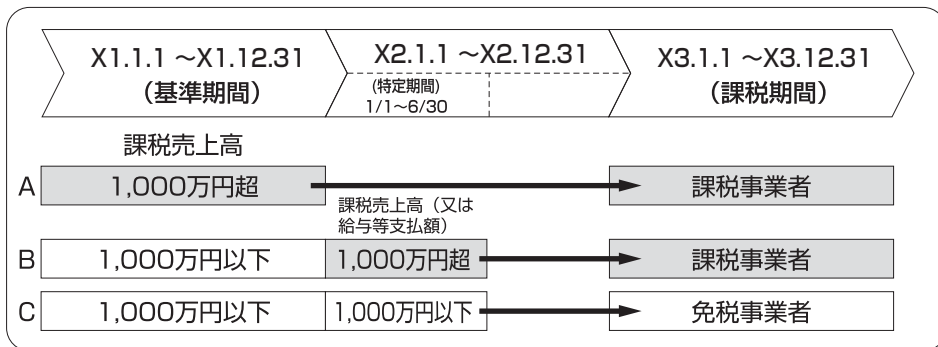 X1.1.1 ～X1.12.31
(基準期間)
X2.1.1 ～X2.12.31
(特定期間)
1/1～6/30
X3.1.1 ～X3.12.31
(課税期間)
課税売上高
A
1,000万円超
課税事業者
課税売上高（又は
給与等支払額）
B
1,000万円以下
1,000万円超
課税事業者
C
1,000万円以下
1,000万円以下
免税事業者